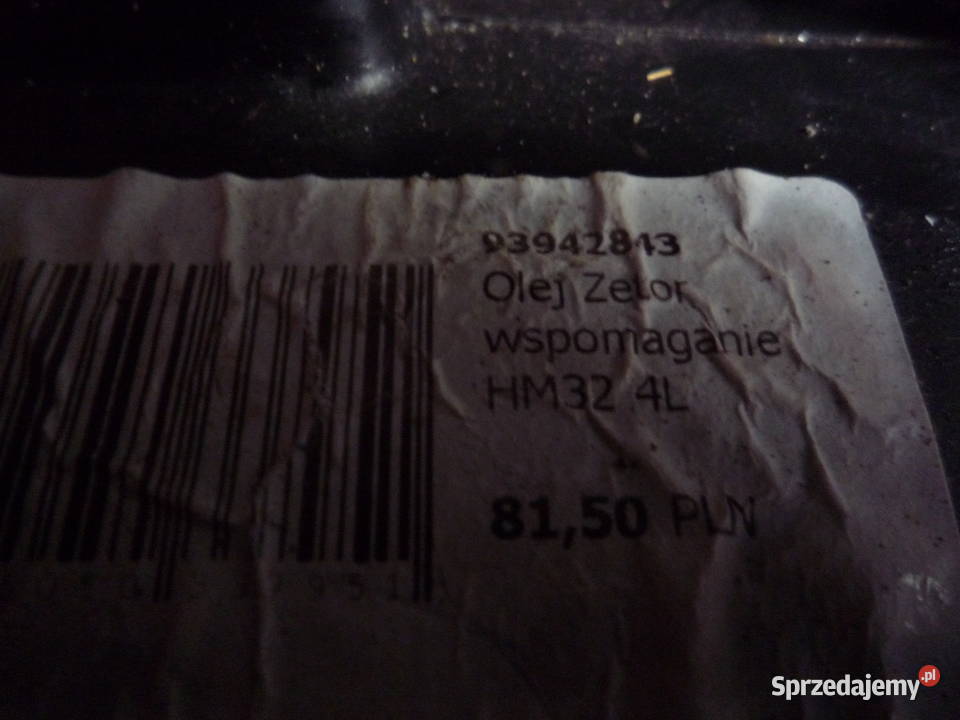 93942843
Olej Zetor
wspomaganie
HM32 4L
81,50 PLN
Sprzedajemy.pl